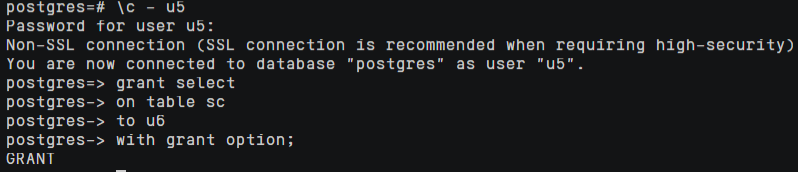 postgres=# \c - u5
Password for user u5:
Non-SSL connection (SSL connection is recommended when requiring high-security)
You are now connected to database "postgres" as user "u5".
postgres=> grant select
postgres-> on table sc
postgres-> to u6
postgres-> with grant option;
GRANT